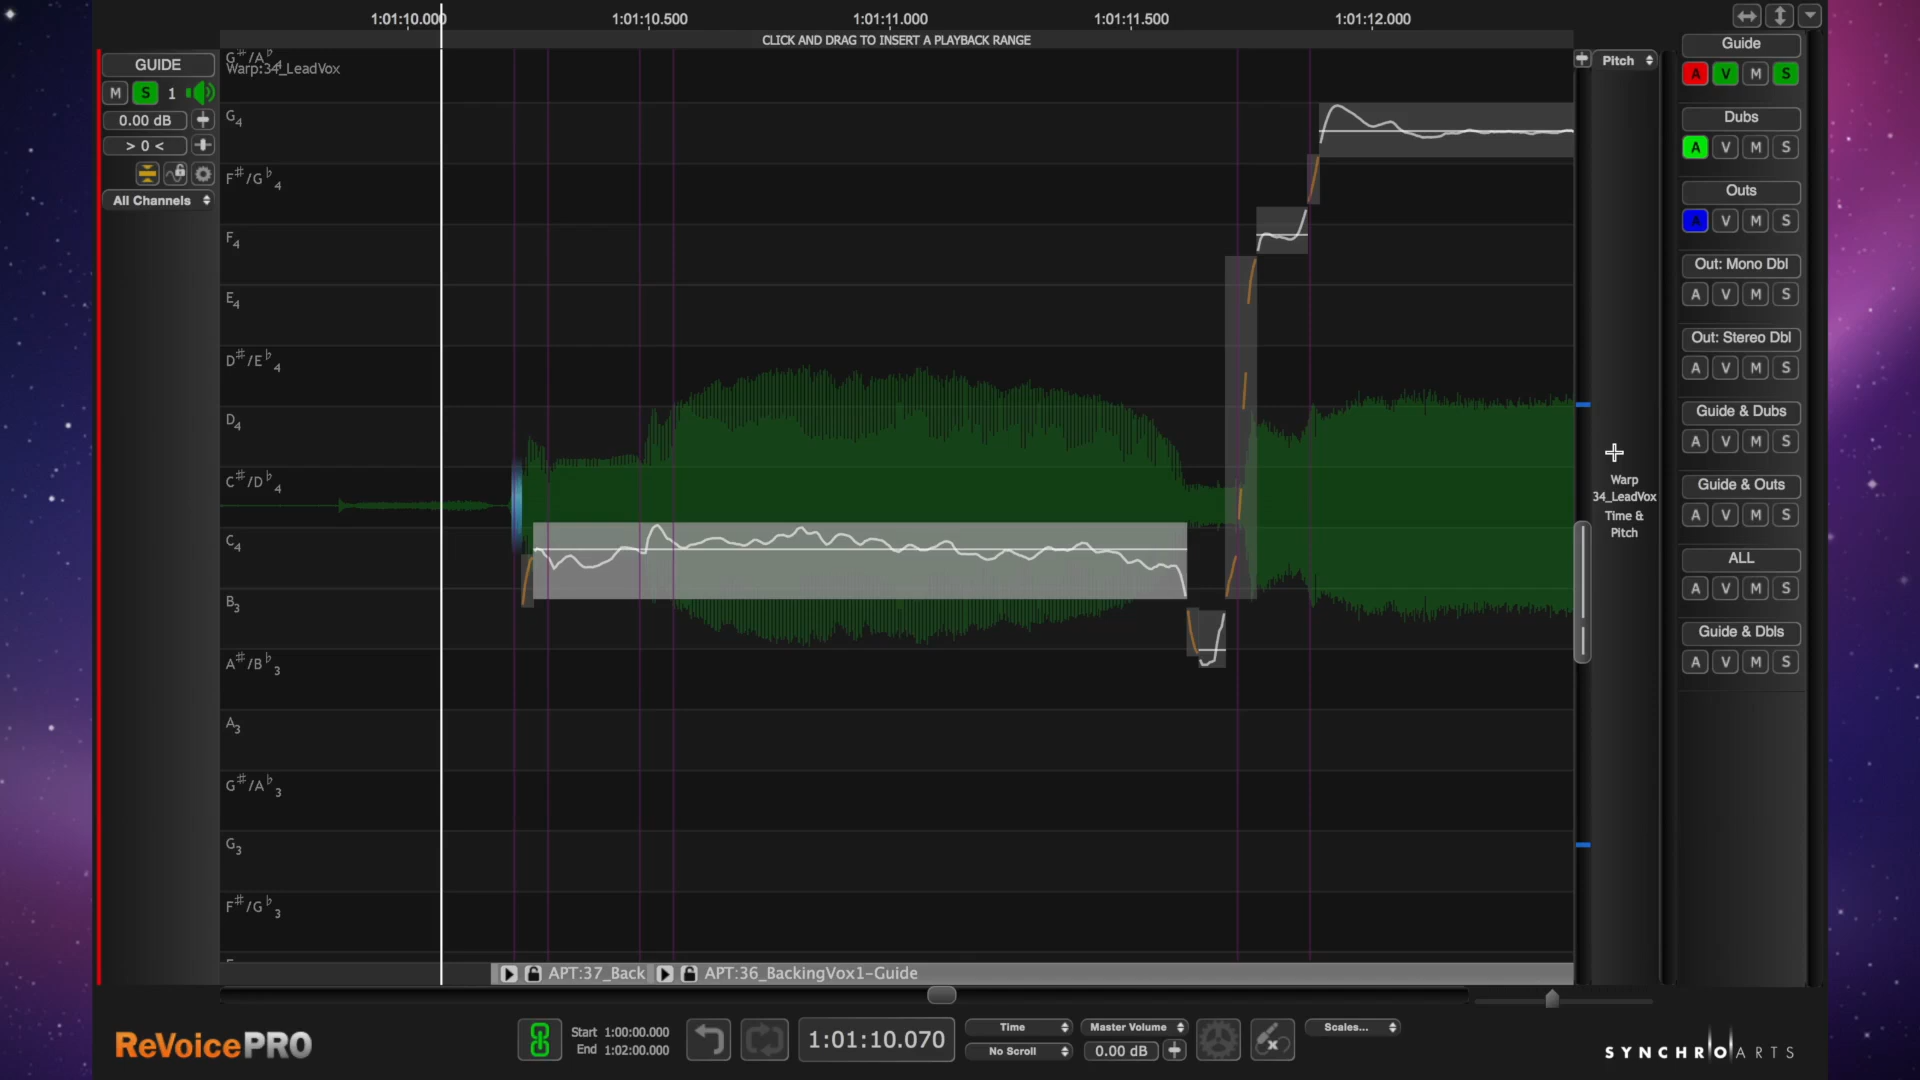 1:01:10.000
1:01:10.500
1:01:11.000
1:01:11.500
1:01:12.000
CLICK AND DRAG TO INSERT A PLAYBACK RANGE
GUIDE
M S 1
0.00 dB
> 0 <
All Channels
G#/A♭4
Warp:34_LeadVox
G4
F#/G♭4
F4
E4
D#/E♭4
D4
C#/D♭4
C4
B3
A#/B♭3
A3
G#/A♭3
G3
F#/G♭3
APT:37_Back
APT:36_BackingVox1-Guide
Pitch
Warp
34_LeadVox
Time &
Pitch
Guide
A V M S
Dubs
A V M S
Outs
A V M S
Out: Mono Dbl
A V M S
Out: Stereo Dbl
A V M S
Guide & Dubs
A V M S
Guide & Outs
A V M S
ALL
A V M S
Guide & Dbls
A V M S
ReVoicePRO
Start 1:00:00.000
End 1:02:00.000
1:01:10.070
Time
No Scroll
Master Volume
0.00 dB
Scales...
SYNCHROARTS